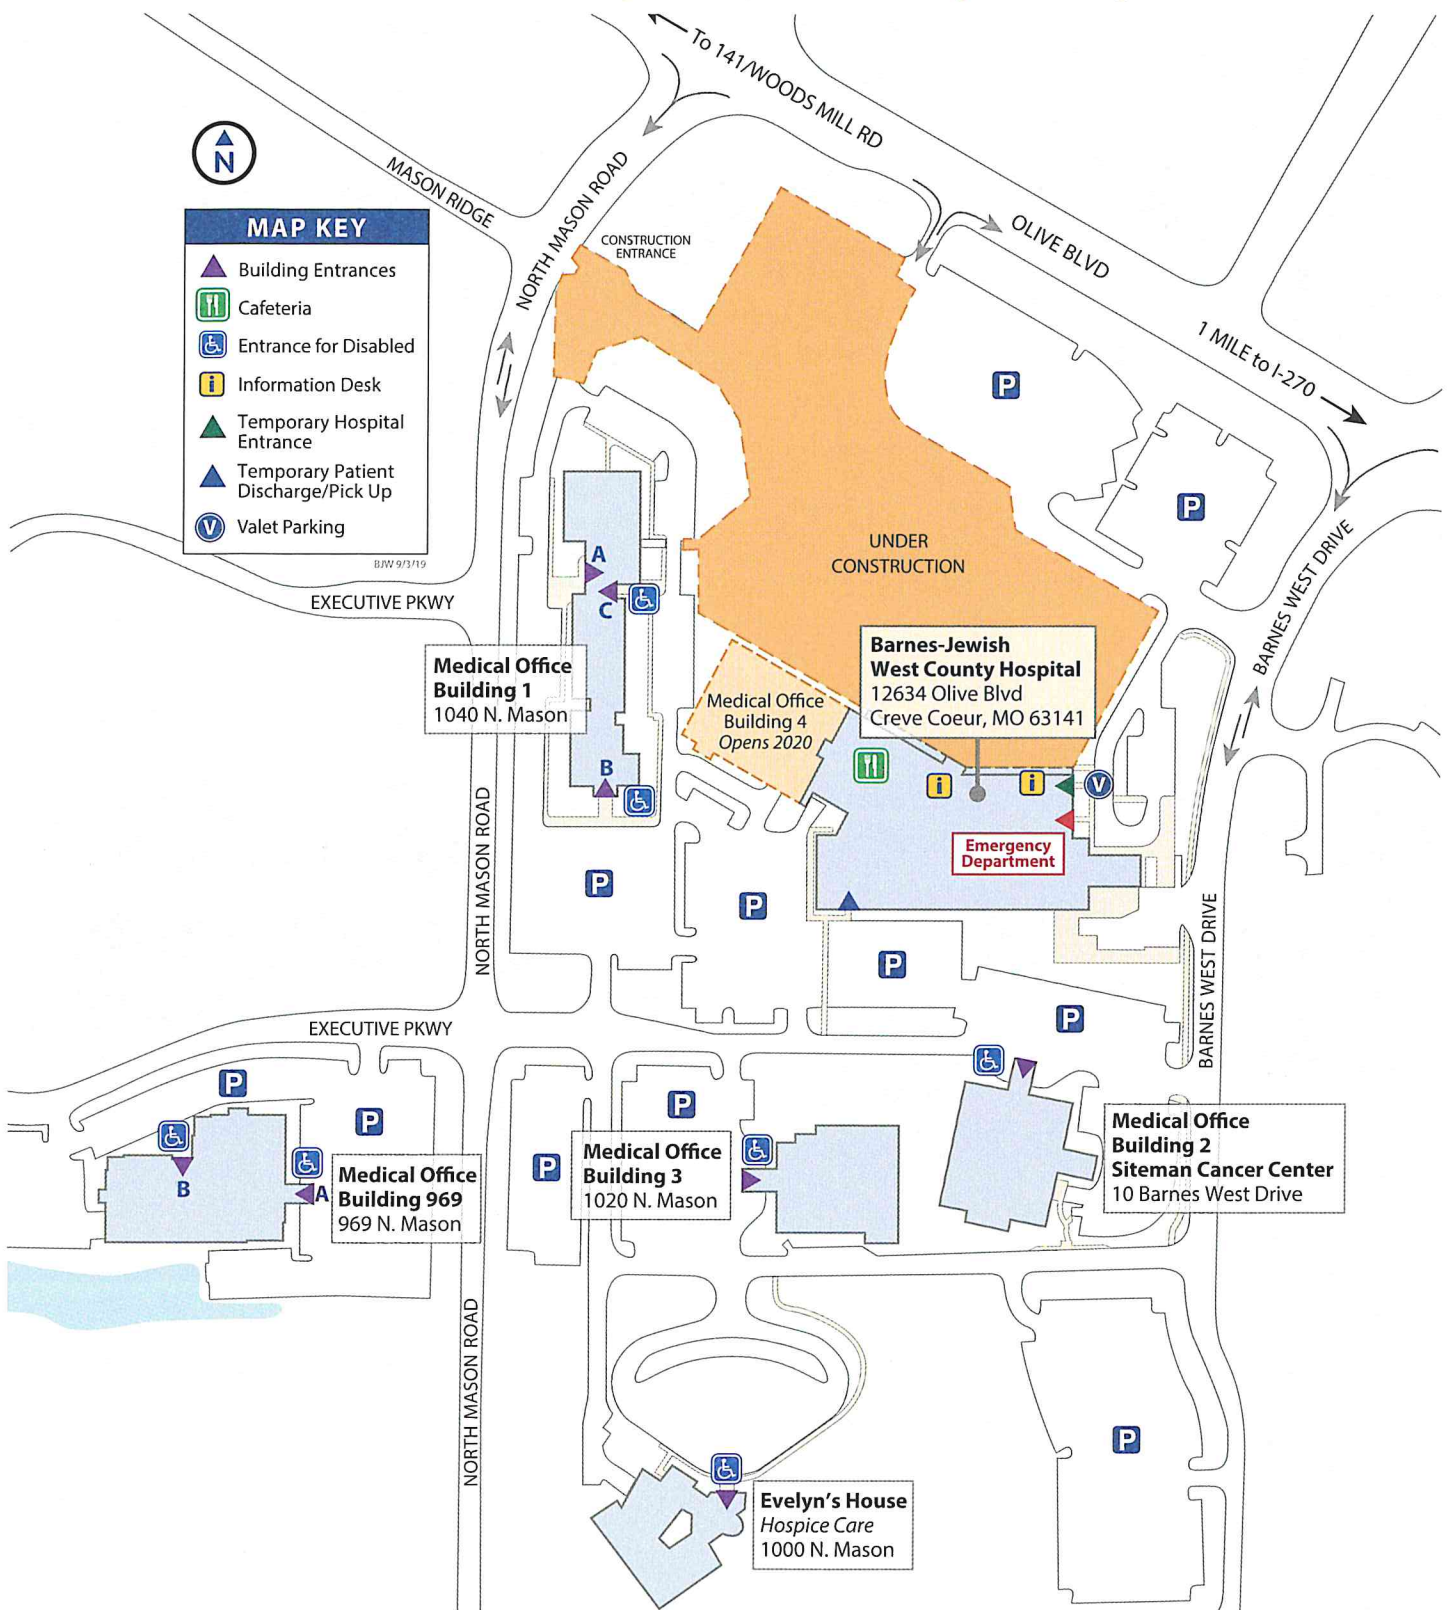 To 141/WOODS MILL RD
N
MASON RIDGE
NORTH MASON ROAD
CONSTRUCTION
ENTRANCE
OLIVE BLVD
1 MILE to I-270
MAP KEY
Building Entrances
Cafeteria
Entrance for Disabled
i
Information Desk
Temporary Hospital
Entrance
Temporary Patient
Discharge/Pick Up
V
Valet Parking
BJW 9/3/19
P
P
UNDER
CONSTRUCTION
BARNES WEST DRIVE
A
C
EXECUTIVE PKWY
Medical Office
Building 1
1040 N. Mason
B
Medical Office
Building 4
Opens 2020
Barnes-Jewish
West County Hospital
12634 Olive Blvd
Creve Coeur, MO 63141
i
i
V
Emergency
Department
NORTH MASON ROAD
P
P
P
P
BARNES WEST DRIVE
EXECUTIVE PKWY
P
P
P
P
B
A
Medical Office
Building 969
969 N. Mason
Medical Office
Building 3
1020 N. Mason
Medical Office
Building 2
Siteman Cancer Center
10 Barnes West Drive
NORTH MASON ROAD
P
Evelyn's House
Hospice Care
1000 N. Mason